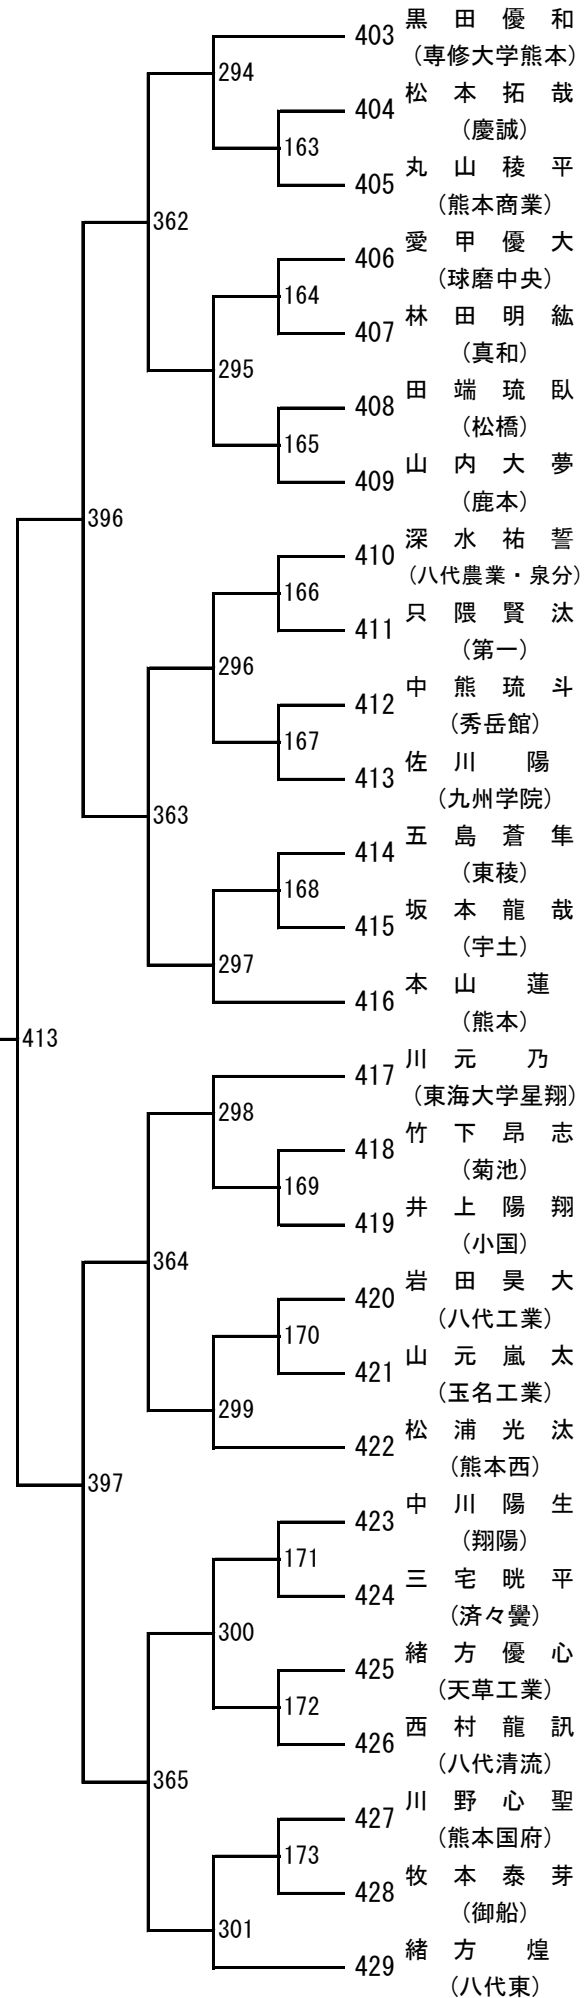 403 黒田優和
(専修大学熊本)
294
404 松本拓哉
(慶誠)
163
405 丸山稜平
(熊本商業)
362
406 愛甲優大
(球磨中央)
164
407 林田明紘
(真和)
295
408 田端琉臥
(松橋)
165
409 山内大夢
(鹿本)
396
410 深水祐誓
(八代農業・泉分)
166
411 只隈賢汰
(第一)
296
412 中熊琉斗
(秀岳館)
167
413 佐川陽
(九州学院)
363
414 五島蒼隼
(東稜)
168
415 坂本龍哉
(宇土)
297
416 本山蓮
(熊本)
413
417 川元乃
(東海大学星翔)
298
418 竹下昂志
(菊池)
169
419 井上陽翔
(小国)
364
420 岩田昊大
(八代工業)
170
421 山元嵐太
(玉名工業)
299
422 松浦光汰
(熊本西)
397
423 中川陽生
(翔陽)
171
424 三宅晄平
(済々黌)
300
425 緒方優心
(天草工業)
172
426 西村龍訊
(八代清流)
365
427 川野心聖
(熊本国府)
173
428 牧本泰芽
(御船)
301
429 緒方煌
(八代東)